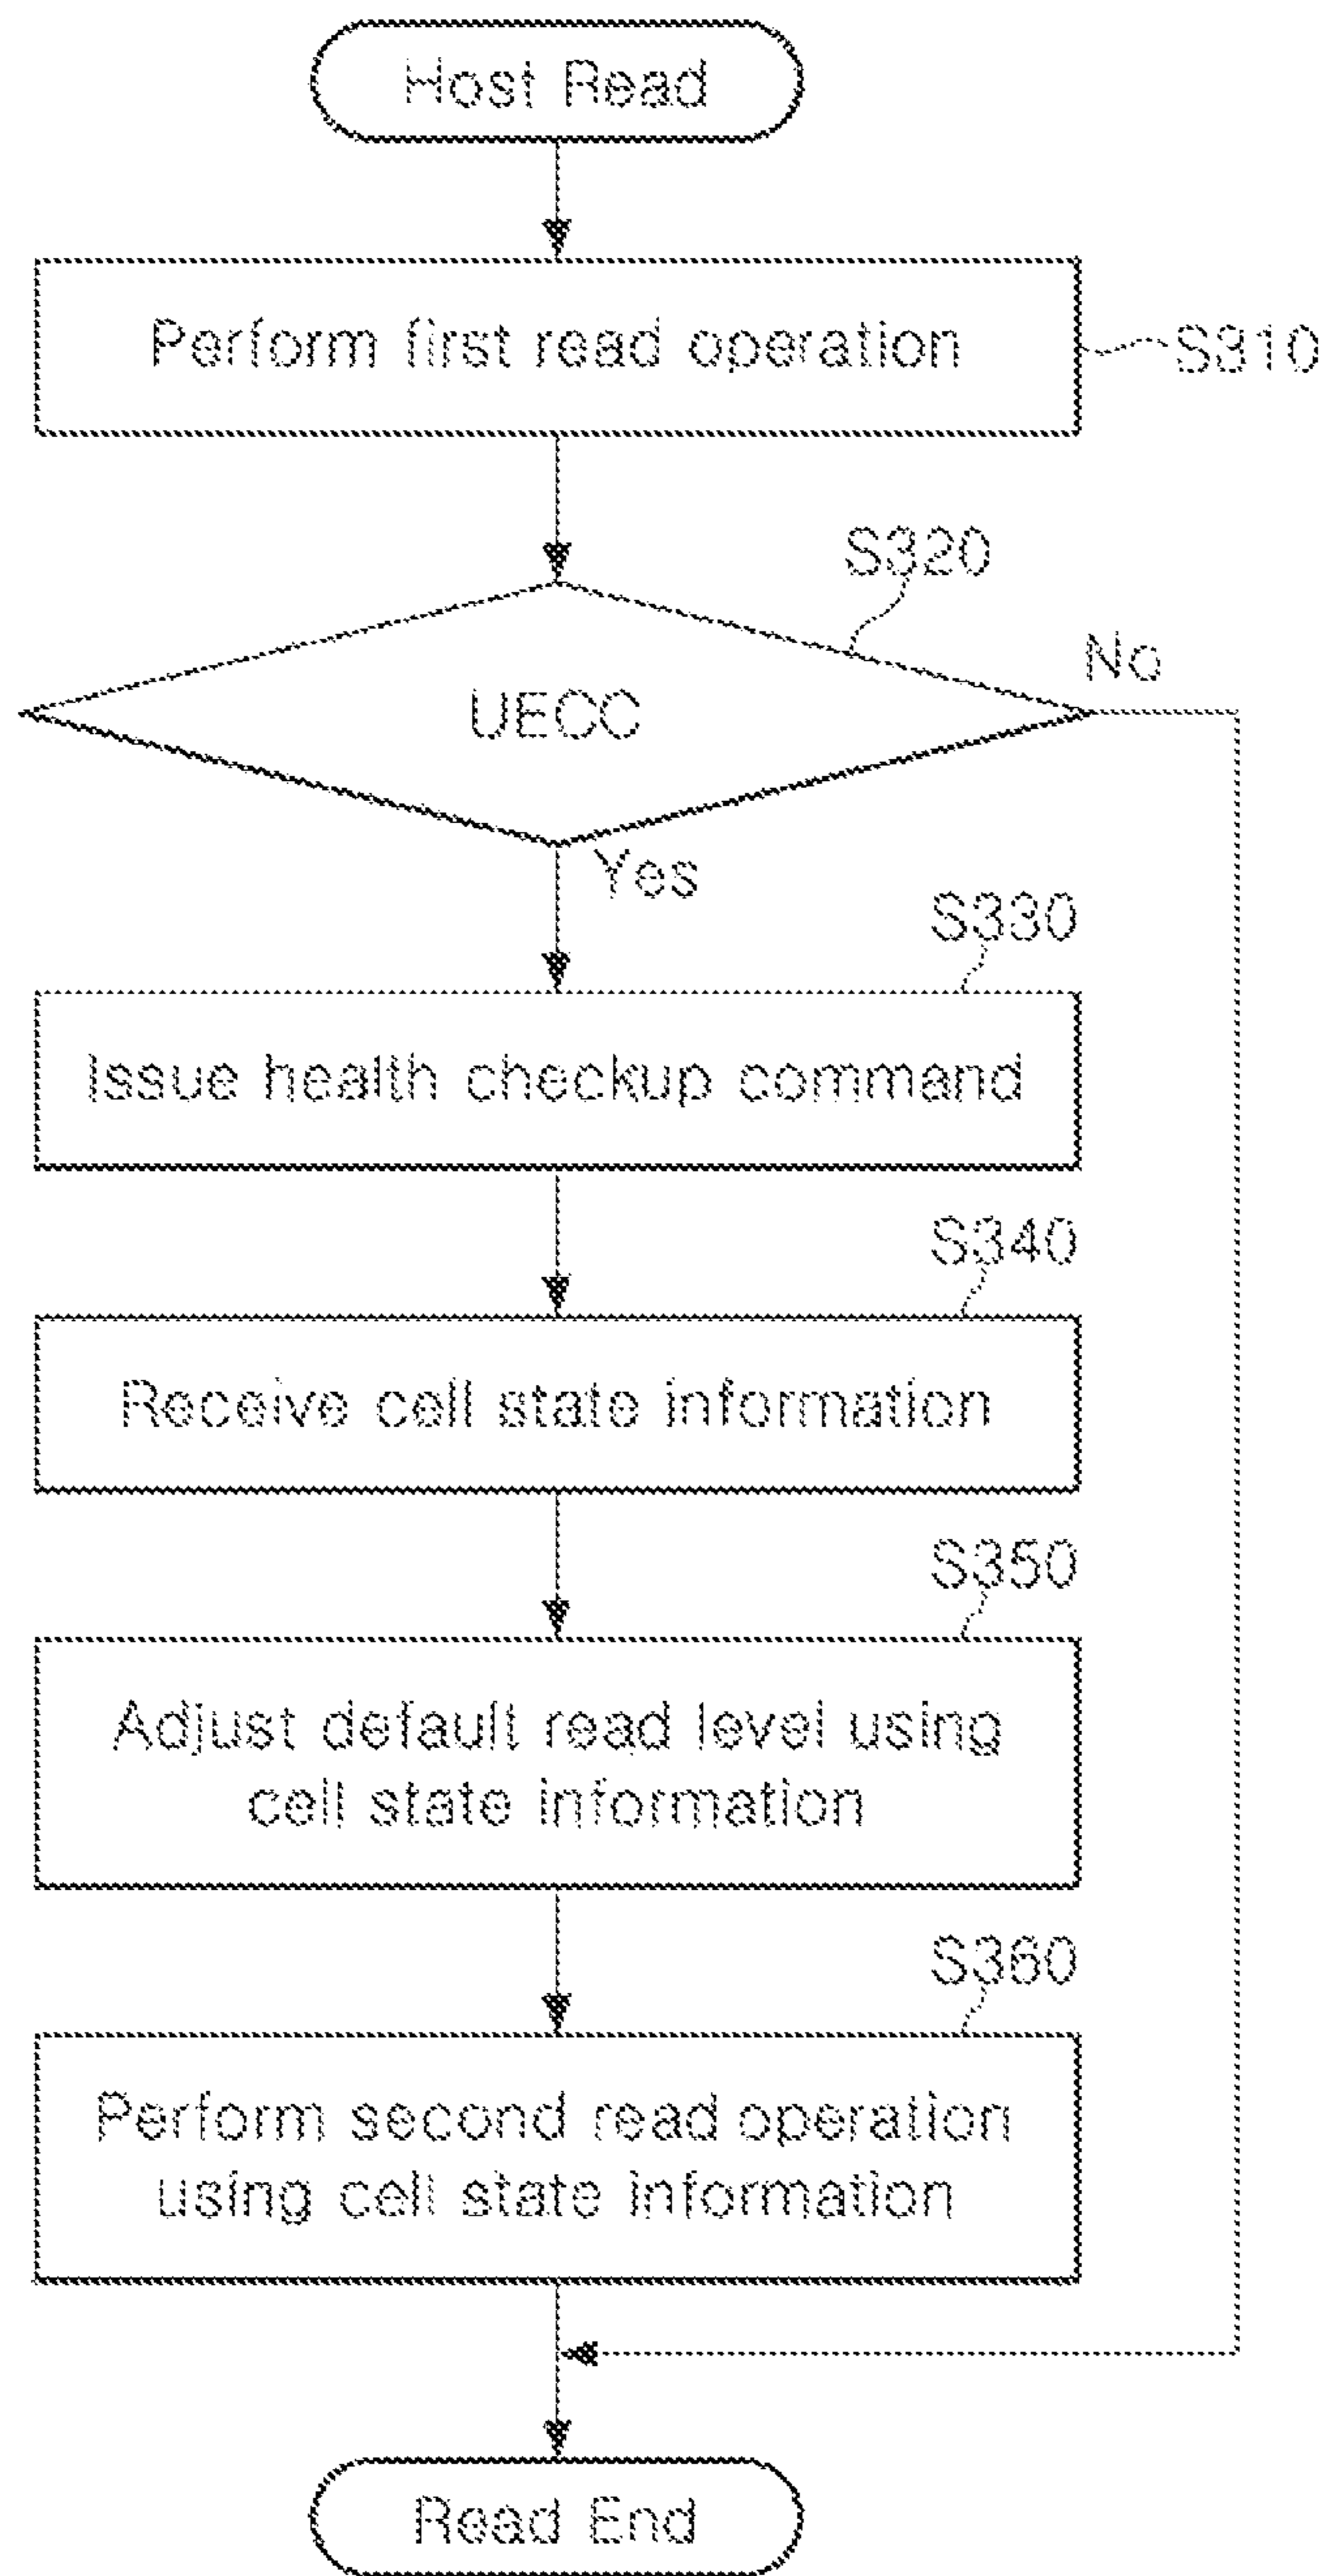 Host Read
Perform first read operation
S310
S320
No
UECC
Yes
S330
Issue health checkup command
S340
Receive cell state information
S350
Adjust default read level using
cell state information
S360
Perform second read operation
using cell state information
Read End